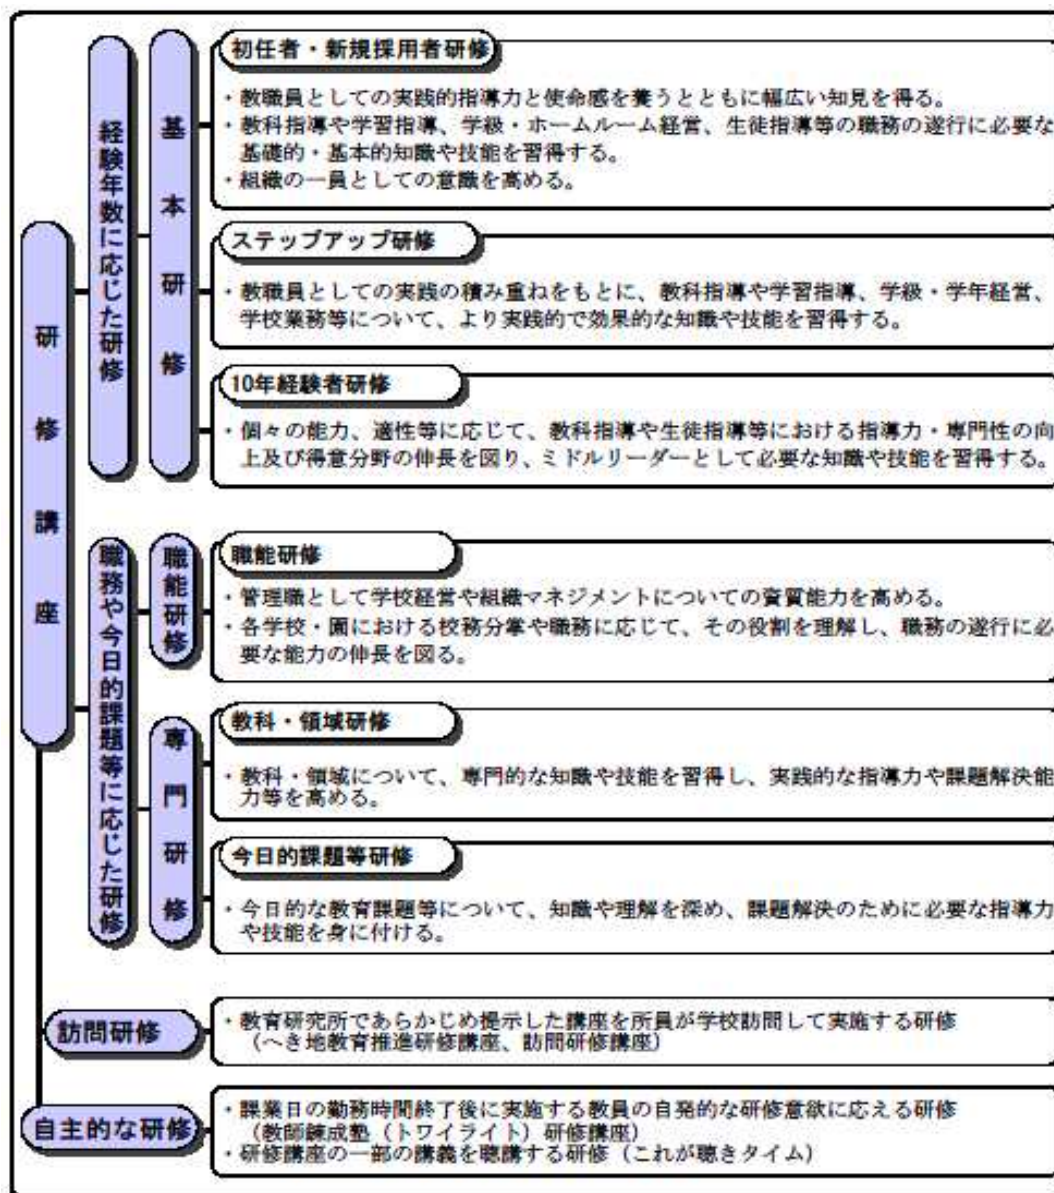 研修講座
経験年数に応じた研修
基本研修
初任者・新規採用者研修
・教職員としての実践的指導力と使命感を養うとともに幅広い知見を得る。
・教科指導や学習指導、学級・ホームルーム経営、生徒指導等の職務の遂行に必要な
基礎的・基本的知識や技能を習得する。
・組織の一員としての意識を高める。
ステップアップ研修
・教職員としての実践の積み重ねをもとに、教科指導や学習指導、学級・学年経営、
学校業務等について、より実践的で効果的な知識や技能を習得する。
10年経験者研修
・個々の能力、適性等に応じて、教科指導や生徒指導等における指導力・専門性の向
上及び得意分野の伸長を図り、ミドルリーダーとして必要な知識や技能を習得する。
職務や今日的課題等に応じた研修
職能研修
職能研修
・管理職として学校経営や組織マネジメントについての資質能力を高める。
・各学校・園における校務分掌や職務に応じて、その役割を理解し、職務の遂行に必
要な能力の伸長を図る。
専門研修
教科・領域研修
・教科・領域について、専門的な知識や技能を習得し、実践的な指導力や課題解決能
力等を高める。
今日的課題等研修
・今日的な教育課題等について、知識や理解を深め、課題解決のために必要な指導力
や技能を身に付ける。
訪問研修
・教育研究所であらかじめ提示した講座を所員が学校訪問して実施する研修
（へき地教育推進研修講座、訪問研修講座）
自主的な研修
・課業日の勤務時間終了後に実施する教員の自発的な研修意欲に応える研修
（教師錬成塾（トワイライト）研修講座）
・研修講座の一部の講義を聴講する研修（これが聴きタイム）